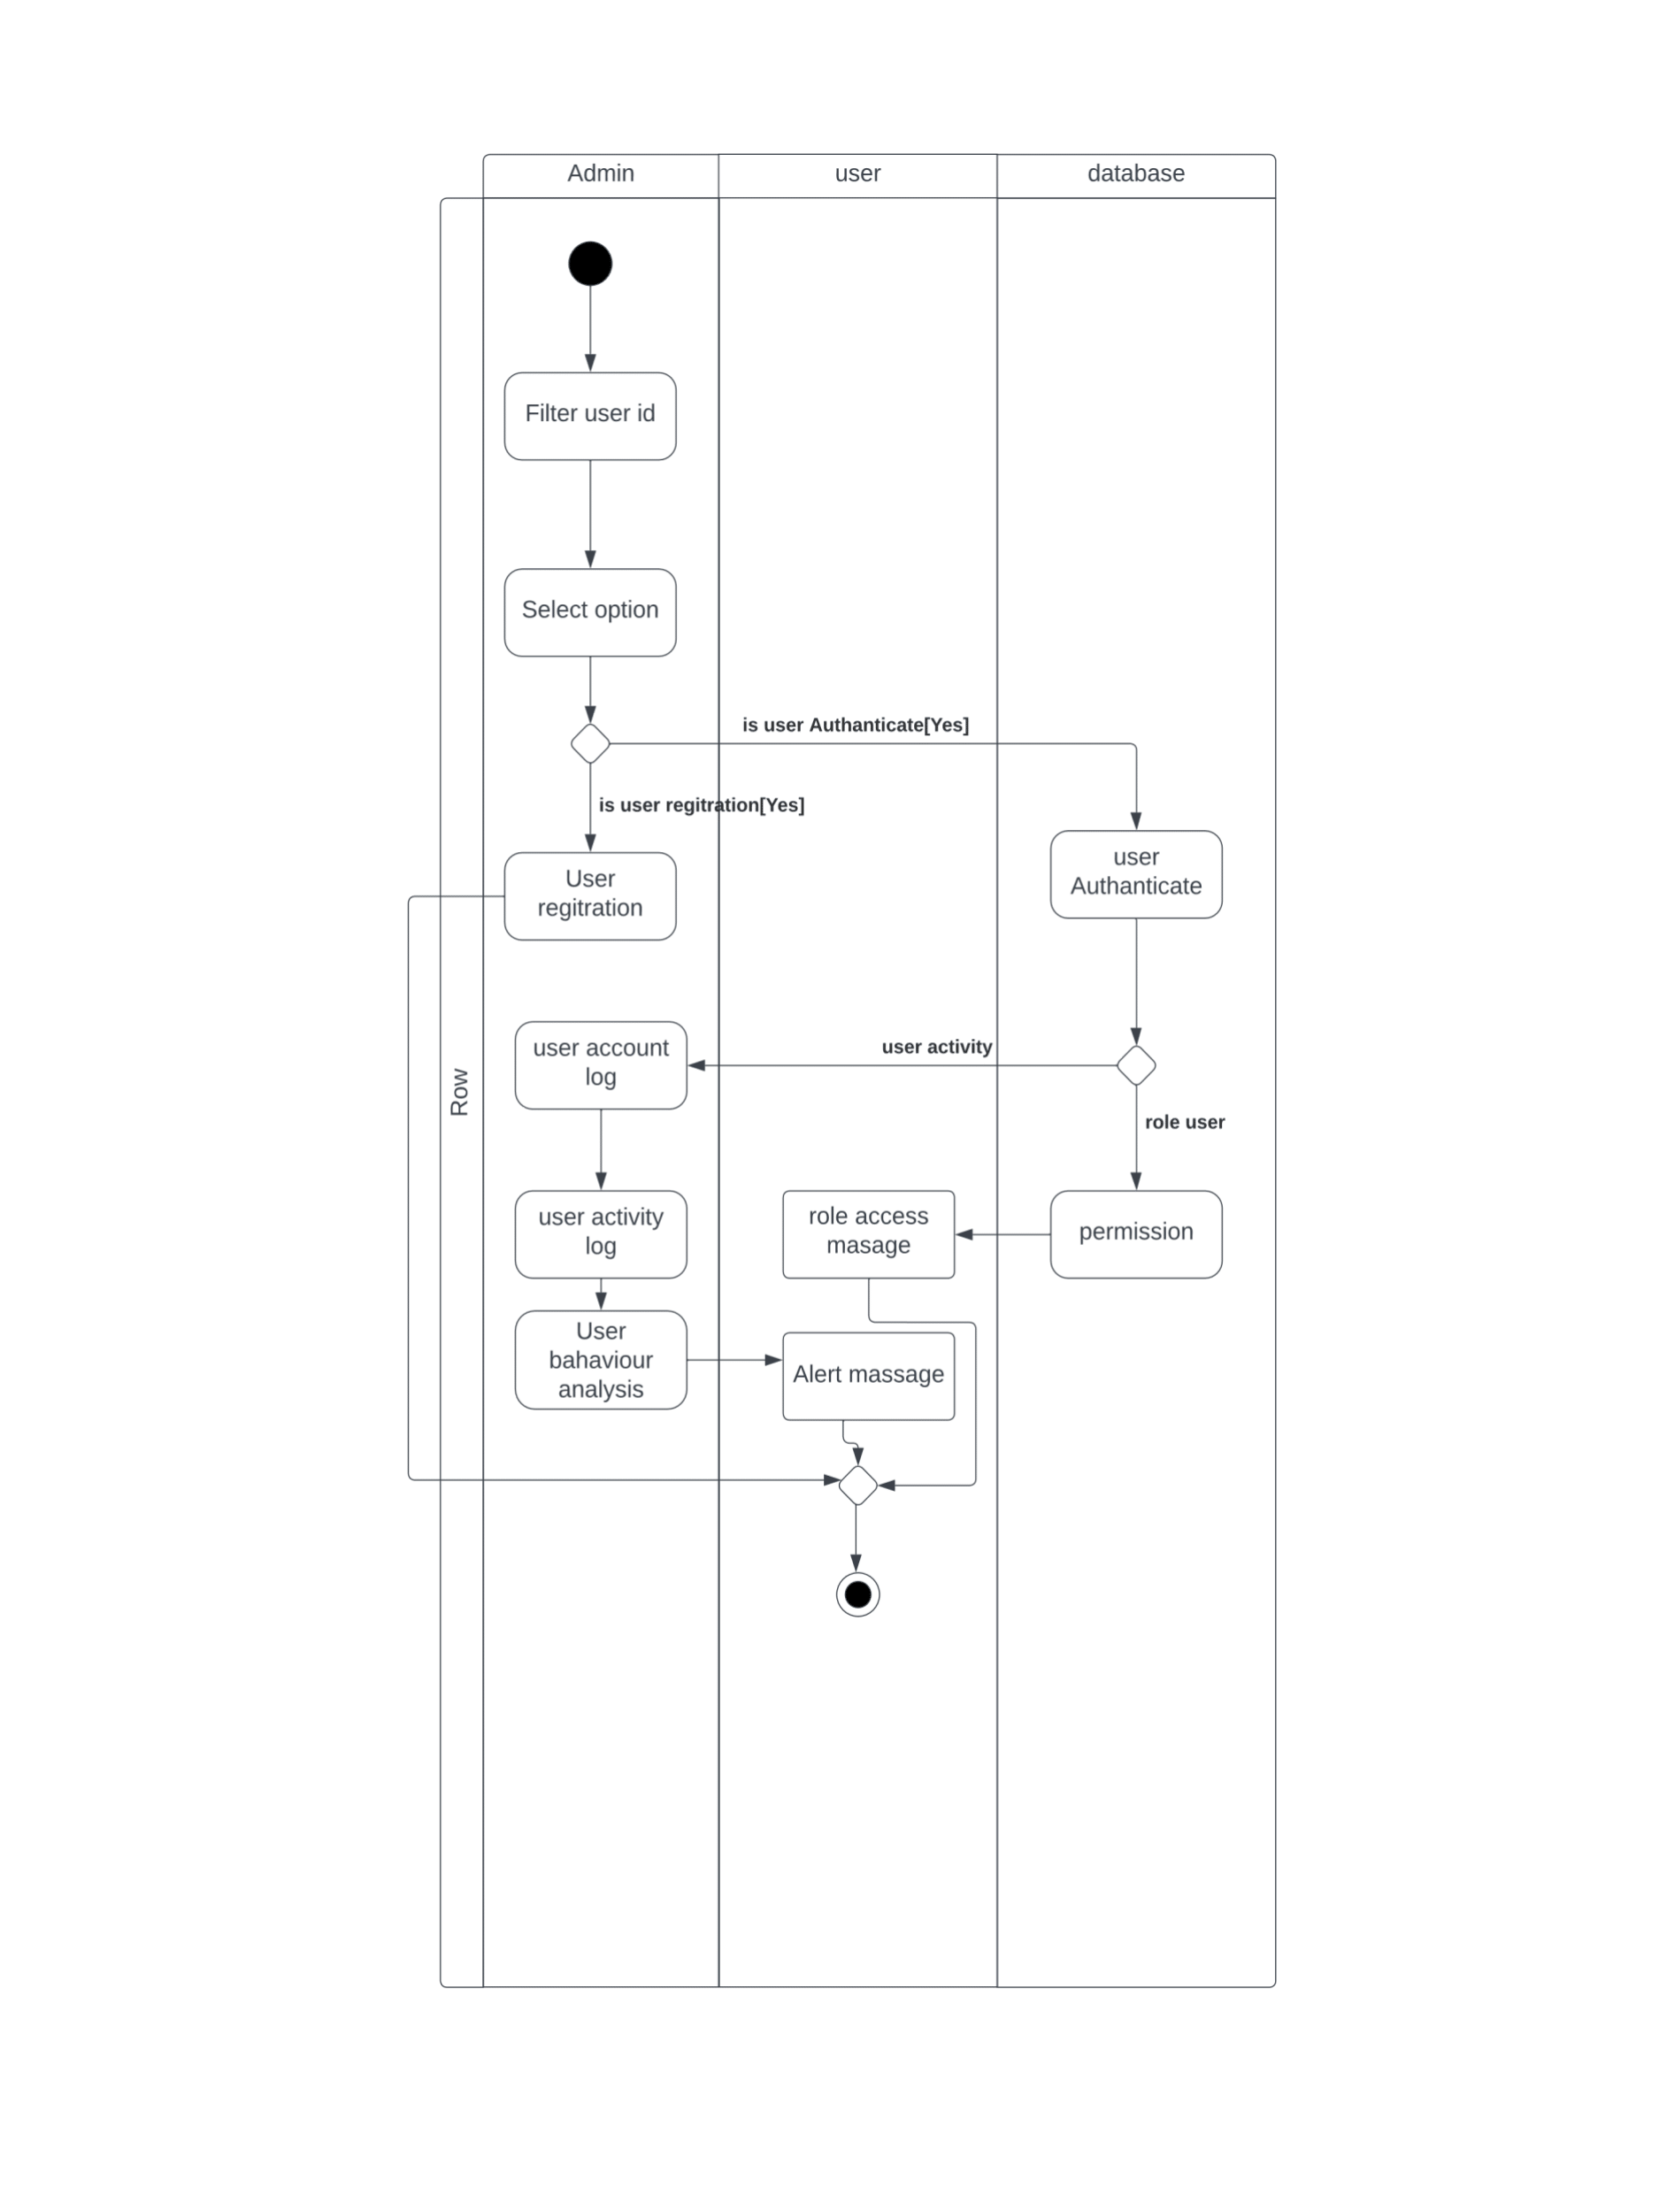 Admin
user
database
Filter user id
Select option
is user Authanticate[Yes]
is user regitration[Yes]
User
regitration
user
Authanticate
user activity
user account
log
role user
Row
user activity
log
role access
masage
permission
User
bahaviour
analysis
Alert massage